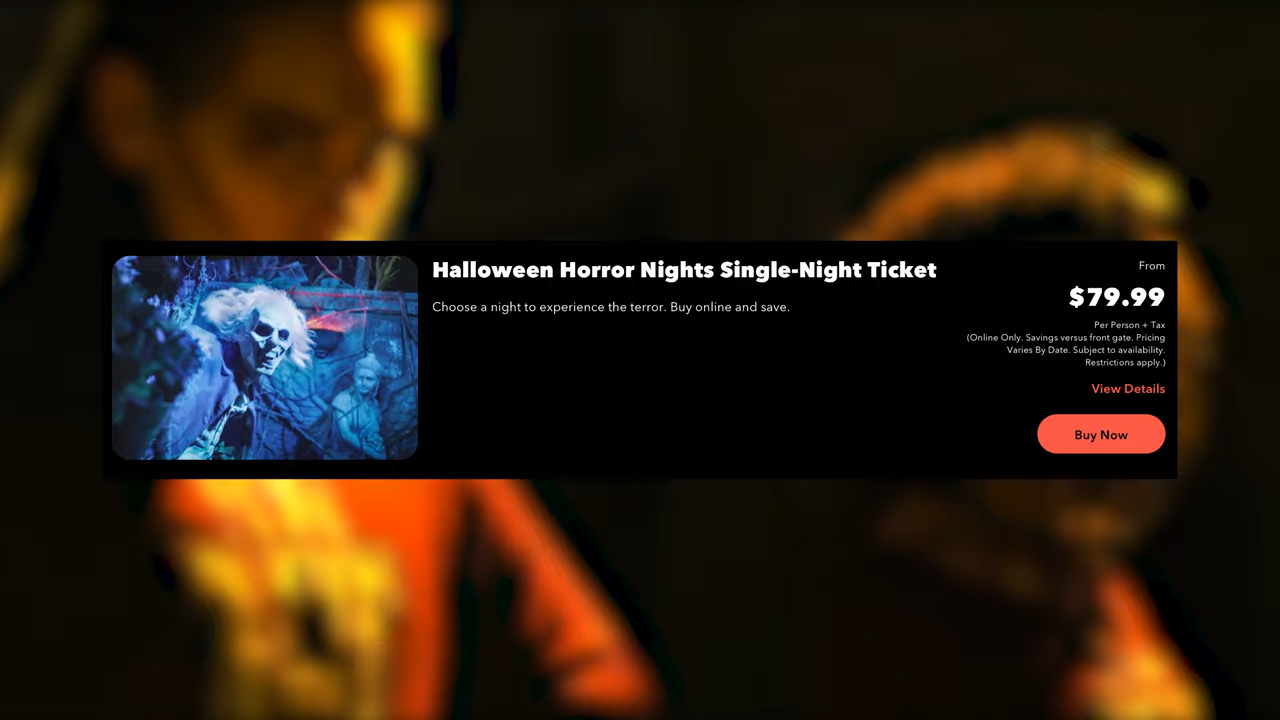 Halloween Horror Nights Single-Night Ticket
Choose a night to experience the terror. Buy online and save.
From
$79.99
Per Person + Tax
(Online Only. Savings versus front gate. Pricing
Varies By Date. Subject to availability.
Restrictions apply.)
View Details
Buy Now